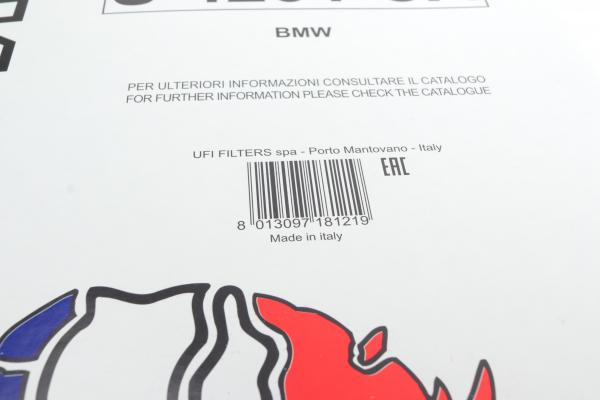 BMW
PER ULTERIORI INFORMAZIONI CONSULTARE IL CATALOGO
FOR FURTHER INFORMATION PLEASE CHECK THE CATALOGUE
UFI FILTERS spa - Porto Mantovano - Italy
EAC
8 013097 181219
Made in italy